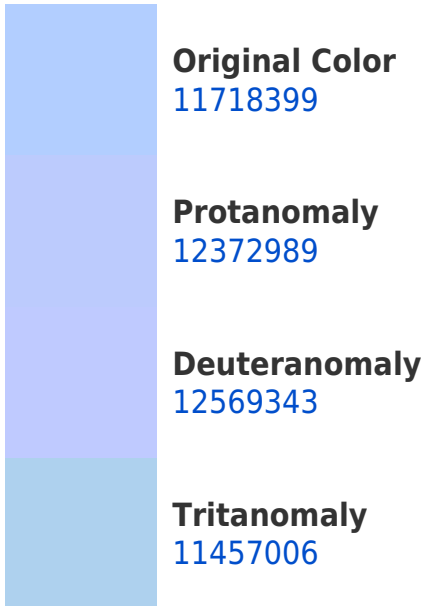 Original Color
11718399
Protanomaly
12372989
Deuteranomaly
12569343
Tritanomaly
11457006